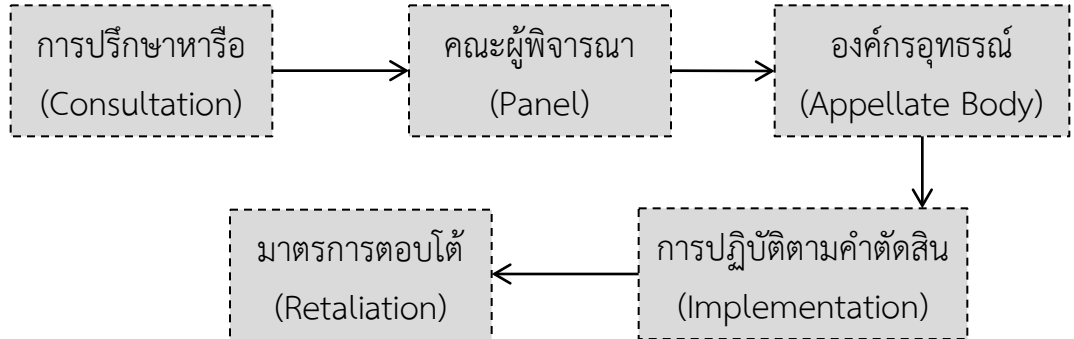 การปรึกษาหารือ
(Consultation)
คณะผู้พิจารณา
(Panel)
องค์กรอุทธรณ์
(Appellate Body)
การปฏิบัติตามคำตัดสิน
(Implementation)
มาตรการตอบโต้
(Retaliation)